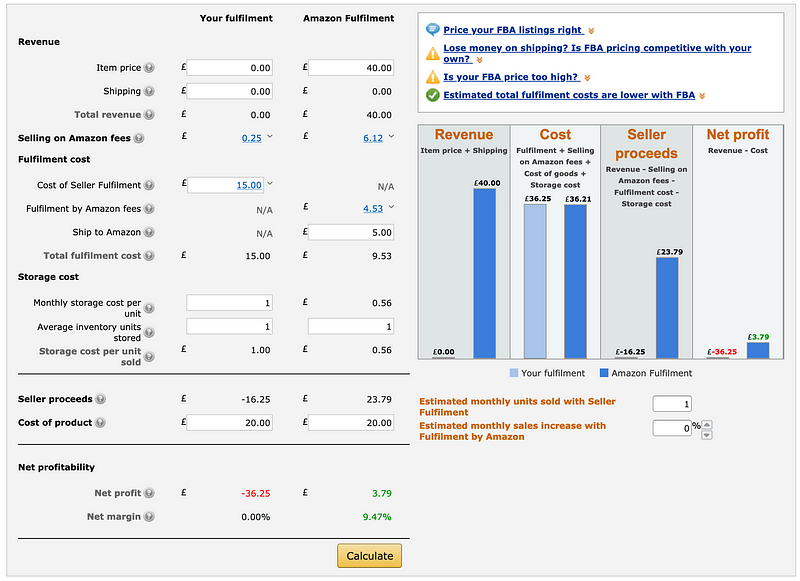 Your fulfilment Amazon Fulfilment
Revenue
Item price £ 0.00 £ 40.00
Shipping £ 0.00 £ 0.00
Total revenue £ 0.00 £ 40.00
Selling on Amazon fees £ 0.25 £ 6.12
Fulfilment cost
Cost of Seller Fulfilment £ 15.00 N/A
Fulfilment by Amazon fees N/A £ 4.53
Ship to Amazon N/A £ 5.00
Total fulfilment cost £ 15.00 £ 9.53
Storage cost
Monthly storage cost per
unit 1 £ 0.56
Average inventory units
stored 1 1
Storage cost per unit
sold £ 1.00 £ 0.56
Seller proceeds £ -16.25 £ 23.79
Cost of product £ 20.00 £ 20.00
Net profitability
Net profit £ -36.25 £ 3.79
Net margin 0.00% 9.47%
Calculate
Price your FBA listings right
Lose money on shipping? Is FBA pricing competitive with your
own?
Is your FBA price too high?
Estimated total fulfilment costs are lower with FBA
Revenue
Item price + Shipping
£0.00
£40.00
Cost
Fulfilment + Selling
on Amazon fees +
Cost of goods +
Storage cost
£36.25 £36.21
Seller
proceeds
Revenue - Selling on
Amazon fees -
Fulfilment cost -
Storage cost
£-16.25
£23.79
Net profit
Revenue - Cost
£-36.25
£3.79
Your fulfilment Amazon Fulfilment
Estimated monthly units sold with Seller
Fulfilment 1
Estimated monthly sales increase with
Fulfilment by Amazon 0 %